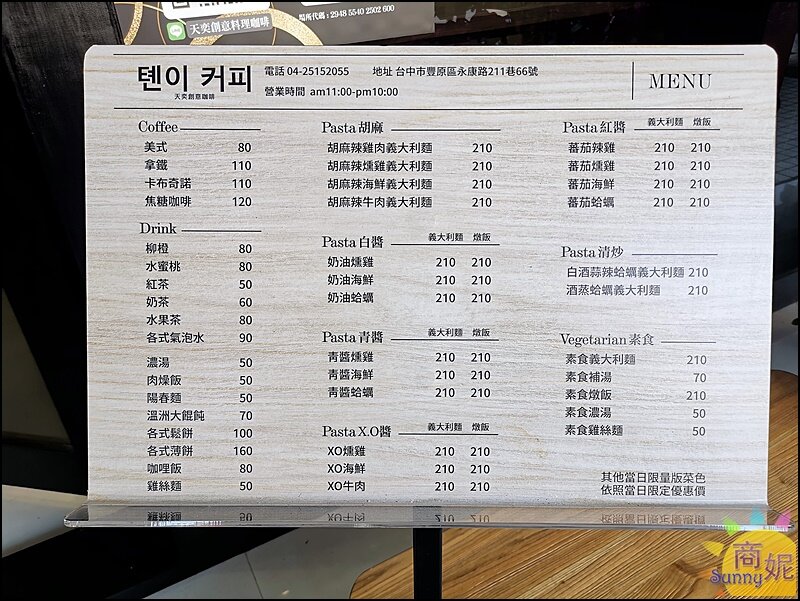 場所代碼：2948 5540 2502 600
天奕創意料理咖啡
톈이 커피
天奕創意咖啡
電話 04-25152055 地址 台中市豐原區永康路211巷66號
營業時間 am11:00-pm10:00
MENU
Coffee
美式 80
拿鐵 110
卡布奇諾 110
焦糖咖啡 120
Drink
柳橙 80
水蜜桃 80
紅茶 50
奶茶 60
水果茶 80
各式氣泡水 90
濃湯 50
肉燥飯 50
陽春麵 50
溫洲大餛飩 70
各式鬆餅 100
各式薄餅 160
咖哩飯 80
雞絲麵 50
Pasta 胡麻
胡麻辣雞肉義大利麵 210
胡麻辣燻雞義大利麵 210
胡麻辣海鮮義大利麵 210
胡麻辣牛肉義大利麵 210
Pasta 白醬 義大利麵 燉飯
奶油燻雞 210 210
奶油海鮮 210 210
奶油蛤蠣 210 210
Pasta 青醬 義大利麵 燉飯
青醬燻雞 210 210
青醬海鮮 210 210
青醬蛤蠣 210 210
Pasta X.O醬 義大利麵 燉飯
XO燻雞 210 210
XO海鮮 210 210
XO牛肉 210 210
Pasta 紅醬 義大利麵 燉飯
蕃茄辣雞 210 210
蕃茄燻雞 210 210
蕃茄海鮮 210 210
蕃茄蛤蠣 210 210
Pasta 清炒
白酒蒜辣蛤蠣義大利麵 210
酒蒸蛤蠣義大利麵 210
Vegetarian 素食
素食義大利麵 210
素食補湯 70
素食燉飯 210
素食濃湯 50
素食雞絲麵 50
其他當日限量版菜色
依照當日限定優惠價
商妮
Sunny